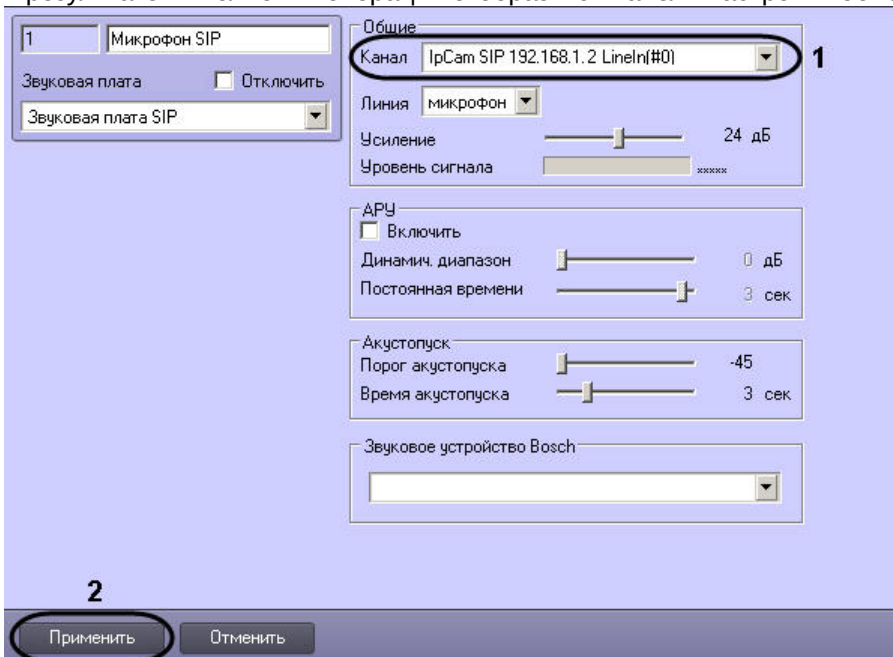 1 Микрофон SIP
Звуковая плата Отключить
Звуковая плата SIP
Общие
Канал IpCam SIP 192.168.1.2 LineIn(#0) 1
Линия микрофон
Усиление 24 дБ
Уровень сигнала xxxxx
АРУ
Включить
Динамич. диапазон 0 дБ
Постоянная времени 3 сек
Акустопуск
Порог акустопуска -45
Время акустопуска 3 сек
Звуковое устройство Bosch
2
Применить Отменить